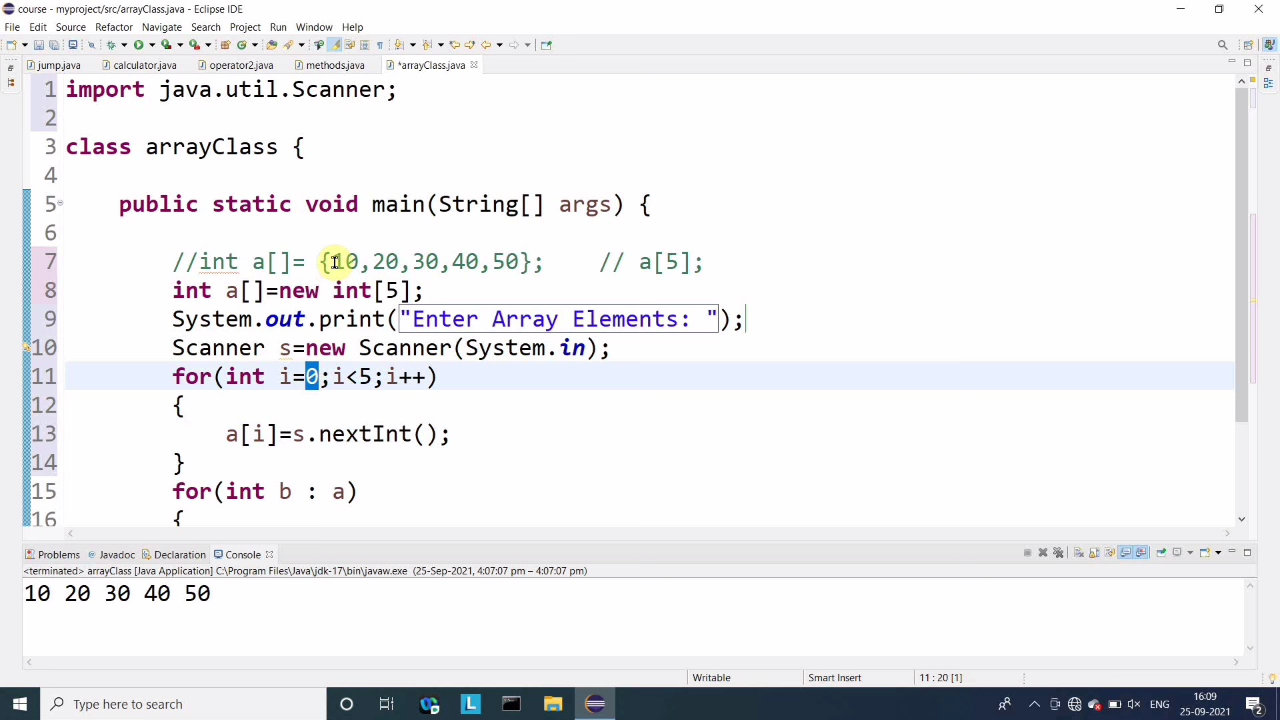 course - myproject/src/arrayClass.java - Eclipse IDE
File Edit Source Refactor Navigate Search Project Run Window Help
jump.java calculator.java operator2.java methods.java *arrayClass.java
1 import java.util.Scanner;
2
3 class arrayClass {
4
5 public static void main(String[] args) {
6
7 //int a[]= {10,20,30,40,50}; // a[5];
8 int a[]=new int[5];
9 System.out.print("Enter Array Elements: ");
10 Scanner s=new Scanner(System.in);
11 for(int i=0;i<5;i++)
12 {
13 a[i]=s.nextInt();
14 }
15 for(int b : a)
16 {
Problems Javadoc Declaration Console
<terminated> arrayClass [Java Application] C:\Program Files\Java\jdk-17\bin\javaw.exe (25-Sep-2021, 4:07:07 pm – 4:07:07 pm)
10 20 30 40 50
Writable Smart Insert 11 : 20 [1]
Type here to search
L
ENG
16:09
25-09-2021
2